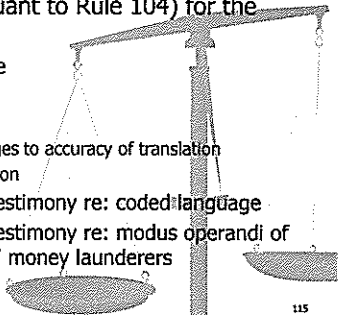 uant to Rule 104) for the
e
ges to accuracy of translation
on
estimony re: coded language
estimony re: modus operandi of
money launderers
115